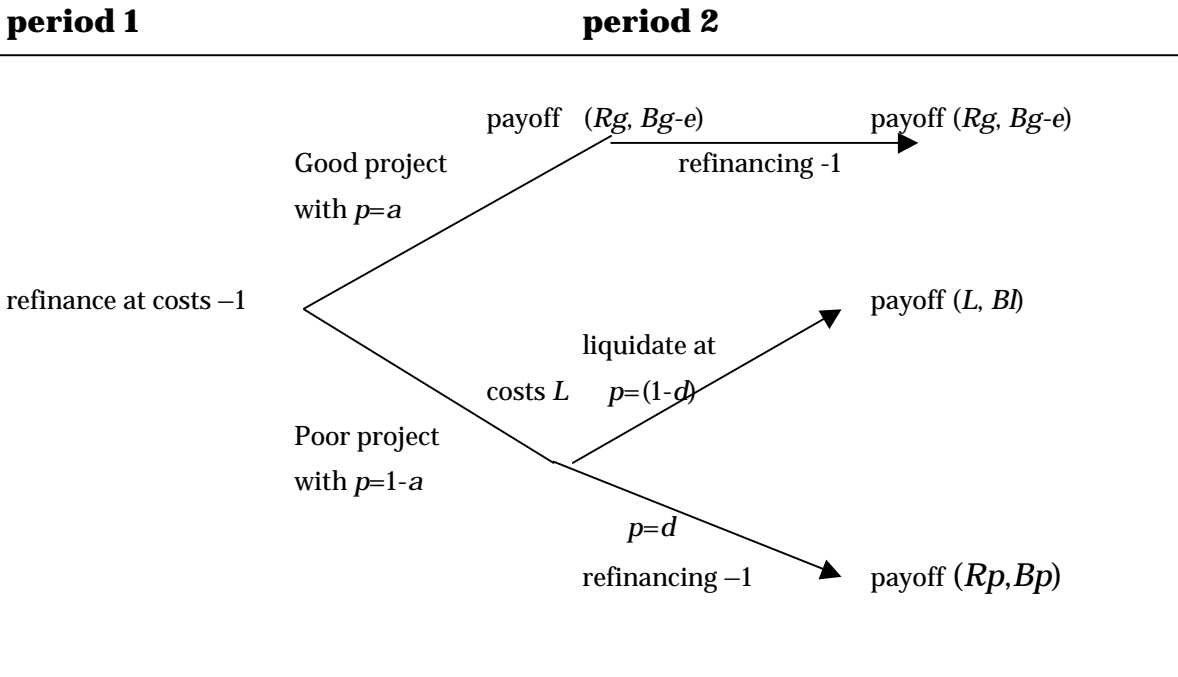 period 1 period 2
payoff (Rg, Bg-e) payoff (Rg, Bg-e)
Good project refinancing -1
with p=a
refinance at costs –1 payoff (L, Bl)
liquidate at
costs L p=(1-d)
Poor project
with p=1-a
p=d
refinancing –1 payoff (Rp,Bp)